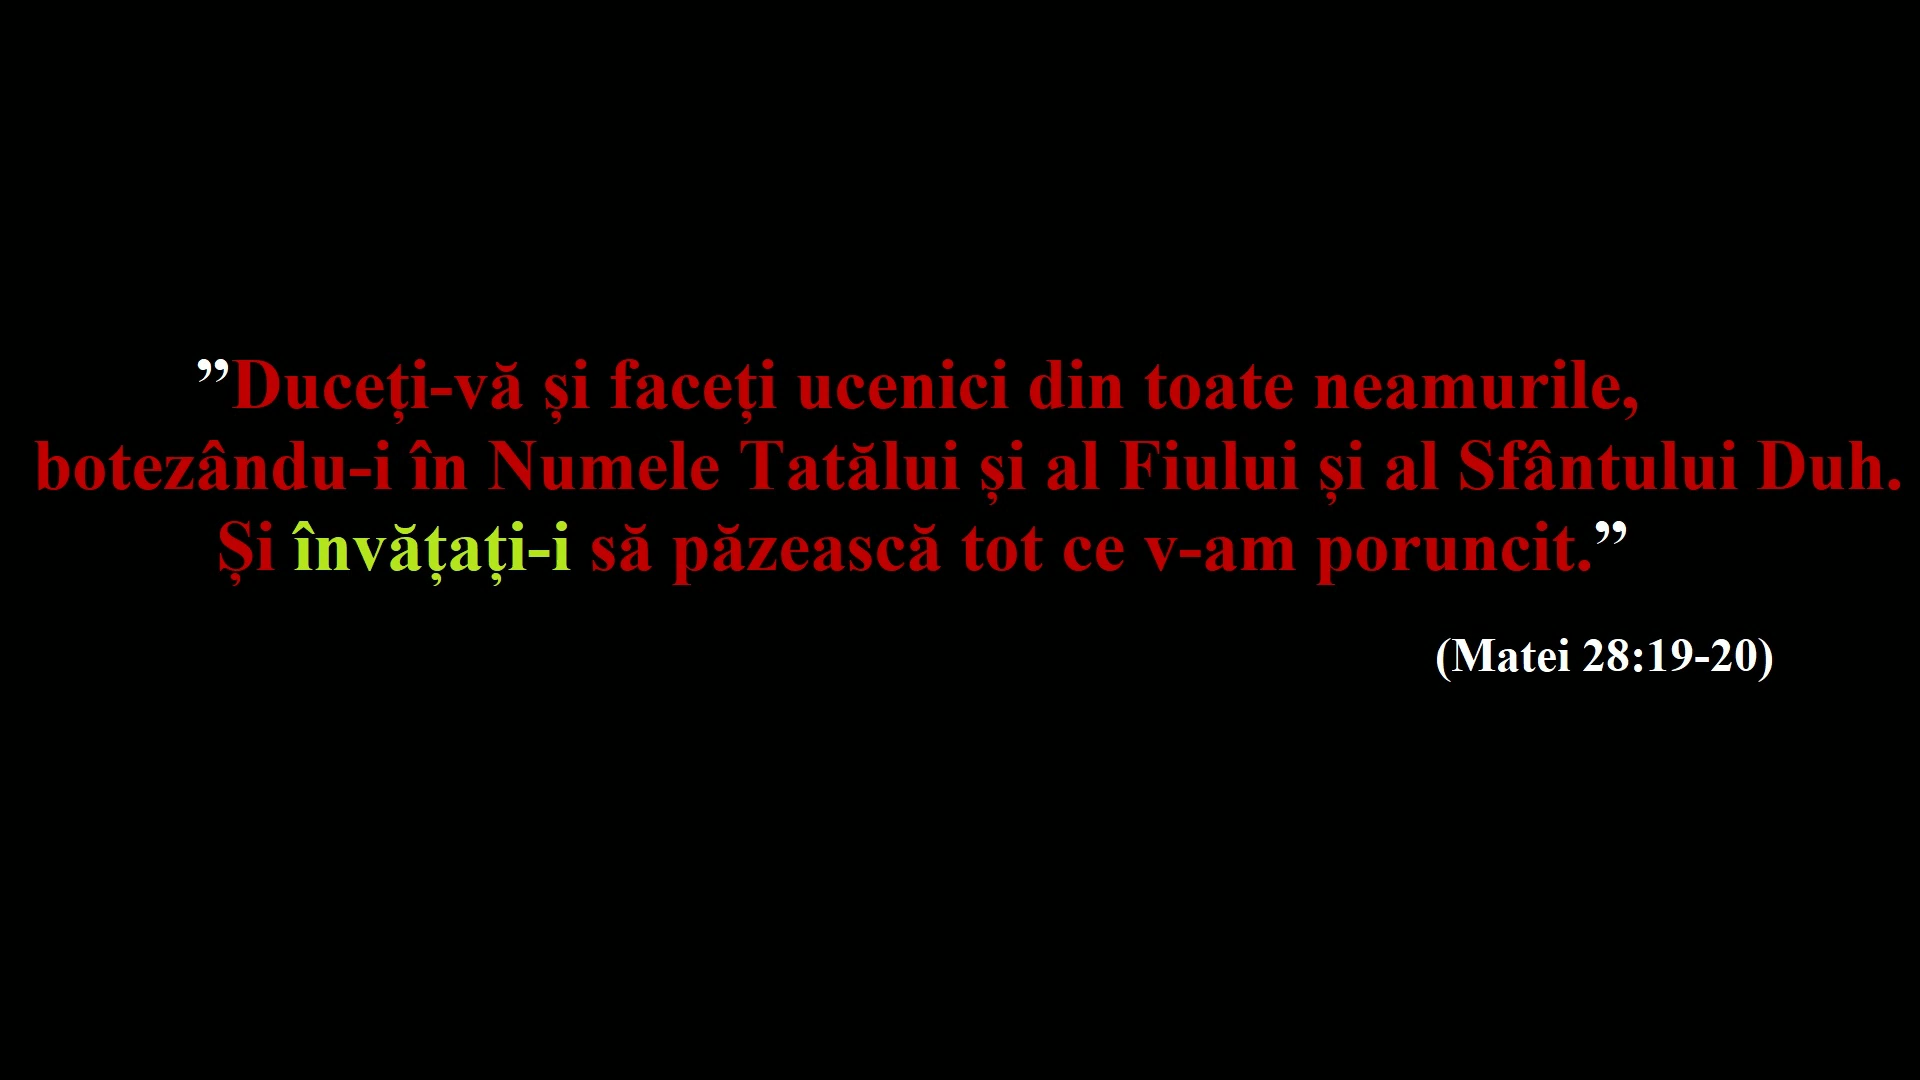 ”Duceți-vă și faceți ucenici din toate neamurile,
botezându-i în Numele Tatălui și al Fiului și al Sfântului Duh.
Și învățați-i să păzească tot ce v-am poruncit.”
(Matei 28:19-20)